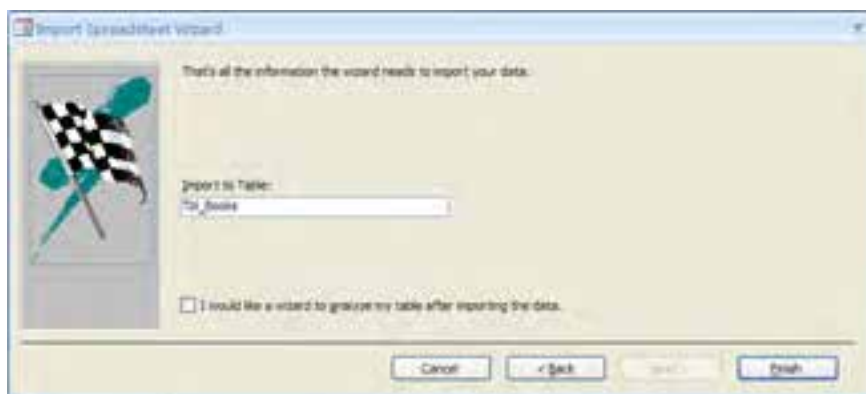 Import Spreadsheet Wizard
That's all the information the wizard needs to import your data.
Import to Table:
Tbl_Books
I would like a wizard to analyze my table after importing the data.
Cancel
< Back
Next >
Finish